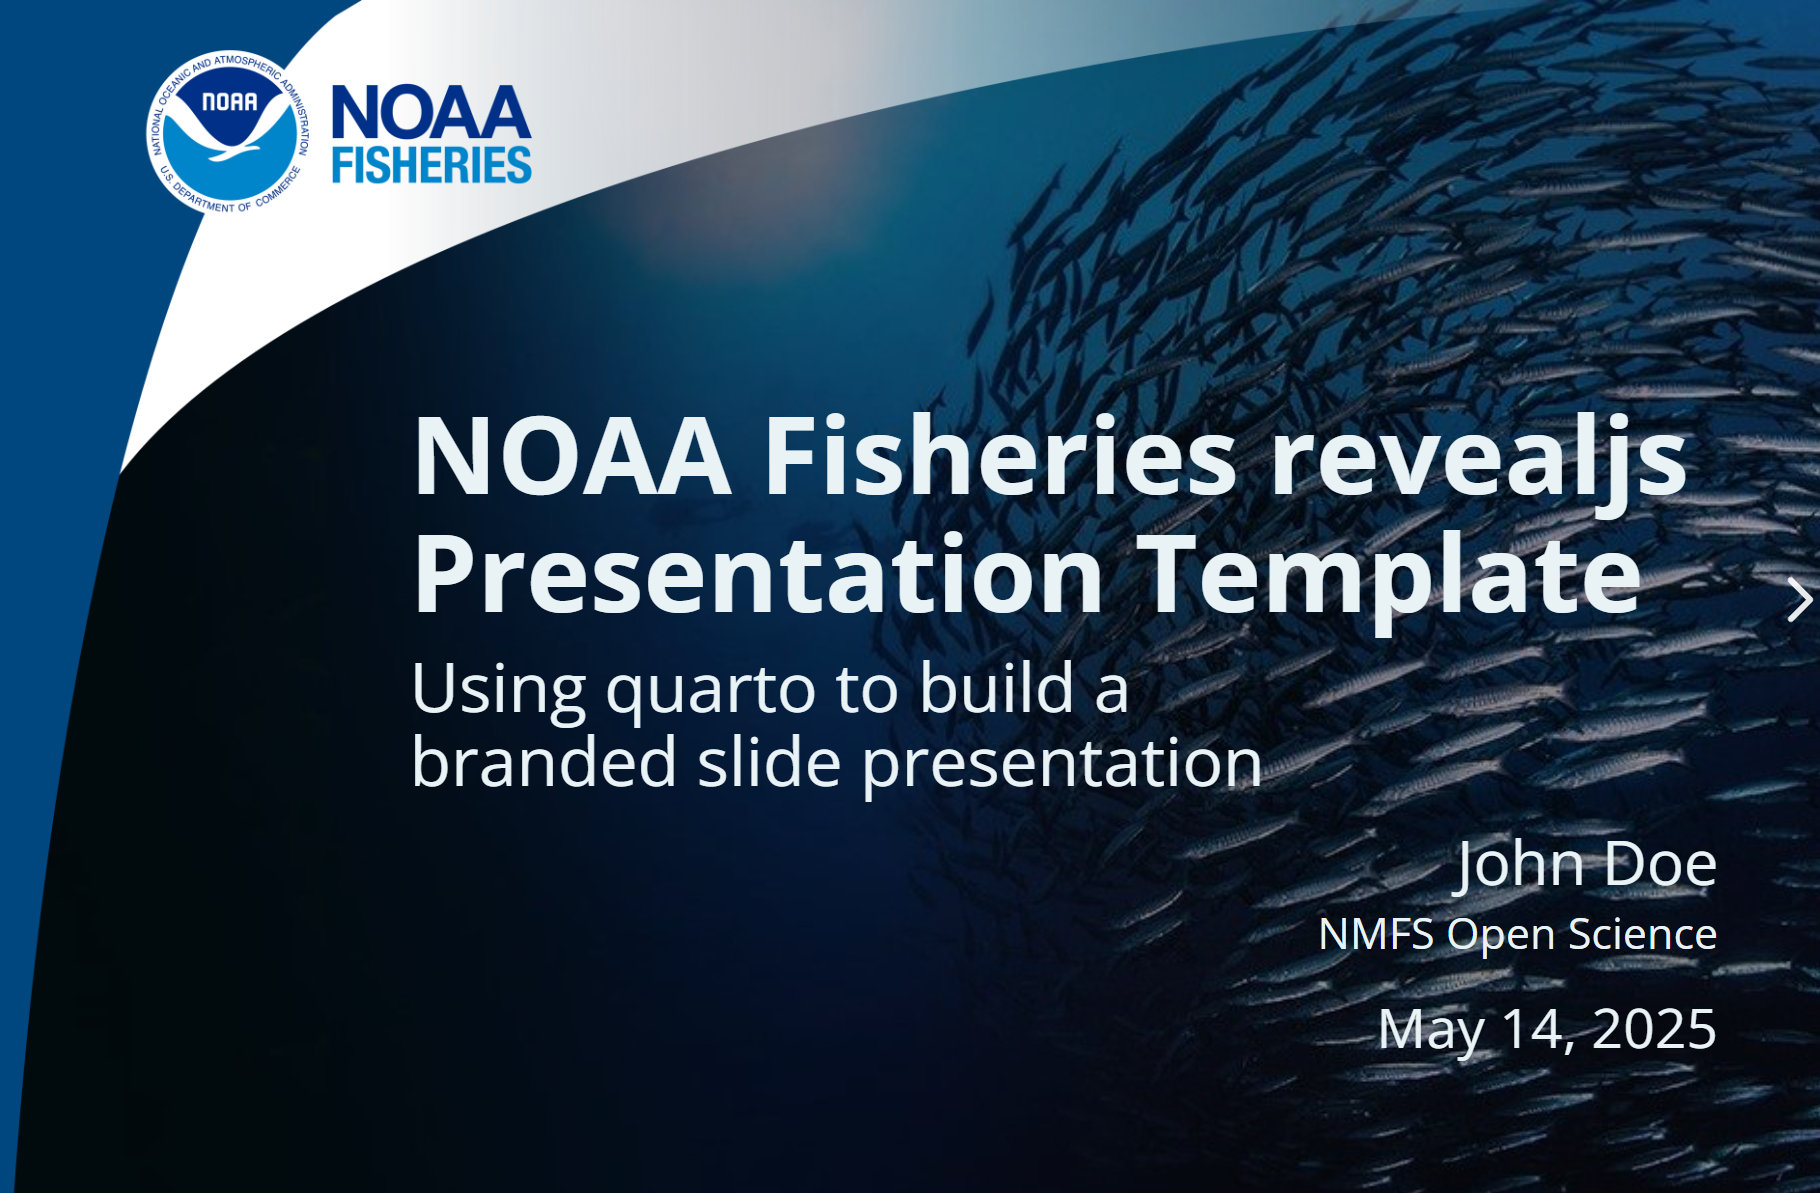 NATIONAL OCEANIC AND ATMOSPHERIC ADMINISTRATION
U.S. DEPARTMENT OF COMMERCE
NOAA
NOAA
FISHERIES
NOAA Fisheries revealjs
Presentation Template
Using quarto to build a
branded slide presentation
John Doe
NMFS Open Science
May 14, 2025